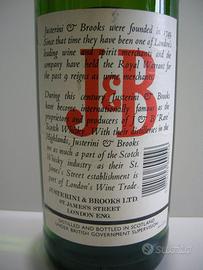 Justerini & Brooks were founded in 1749.
Since that time they have been one of London's
leading wine and spirit merchants and the
company have held the Royal Warrant for
the past 9 reigns as wine merchants.
J&B
During this century Justerini & Brooks
have become internationally famous as the
proprietors and producers of J & B Rare
Scotch Whisky. With their distilleries in the
Highlands, Justerini & Brooks
are as much a part of the Scotch
Whisky industry as their St.
James's Street establishment is
part of London's Wine Trade.
JUSTERINI & BROOKS LTD.
ST. JAMES'S STREET
LONDON ENG.
DISTILLED AND BOTTLED IN SCOTLAND
UNDER BRITISH GOVERNMENT SUPERVISION
subito